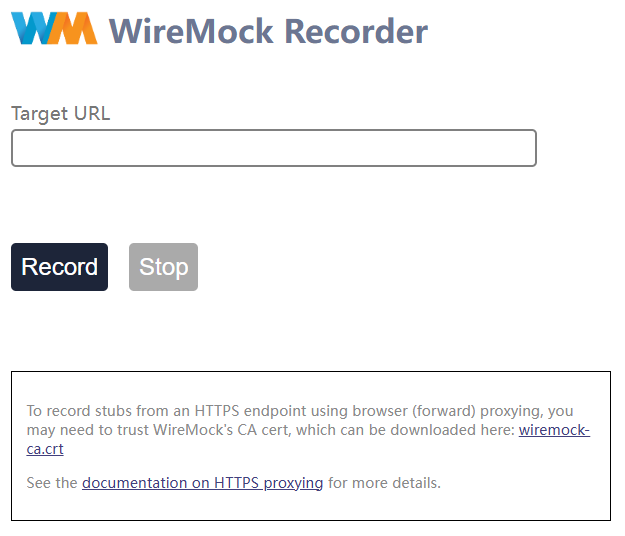 WM WireMock Recorder
Target URL
Record Stop
To record stubs from an HTTPS endpoint using browser (forward) proxying, you
may need to trust WireMock's CA cert, which can be downloaded here: wiremock-
ca.crt
See the documentation on HTTPS proxying for more details.